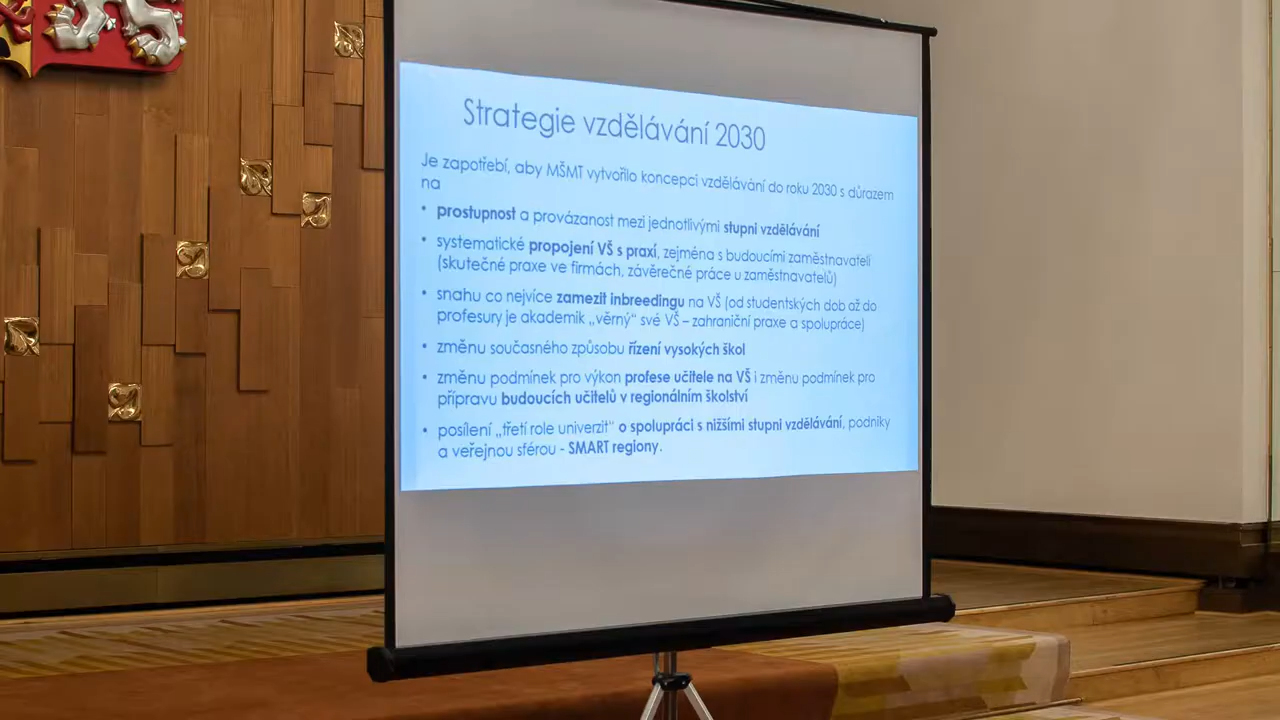 Strategie vzdělávání 2030
Je zapotřebí, aby MŠMT vytvořilo koncepci vzdělávání do roku 2030 s důrazem
na
• prostupnost a provázanost mezi jednotlivými stupni vzdělávání
• systematické propojení VŠ s praxí, zejména s budoucími zaměstnavateli
(skutečné praxe ve firmách, závěrečné práce u zaměstnavatelů)
• snahu co nejvíce zamezit inbreedingu na VŠ (od studentských dob až do
profesury je akademik „věrný“ své VŠ – zahraniční praxe a spolupráce)
• změnu současného způsobu řízení vysokých škol
• změnu podmínek pro výkon profese učitele na VŠ i změnu podmínek pro
přípravu budoucích učitelů v regionálním školství
• posílení „třetí role univerzit“ o spolupráci s nižšími stupni vzdělávání, podniky
a veřejnou sférou - SMART regiony.